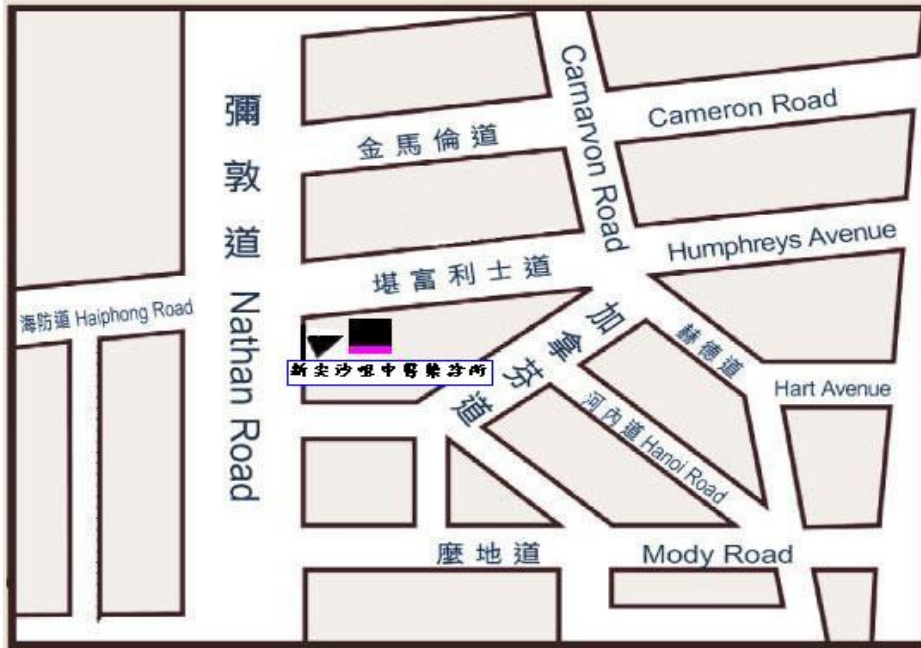 彌敦道 Nathan Road
金馬倫道
Cameron Road
Carnarvon Road
堪富利士道
Humphreys Avenue
海防道 Haiphong Road
新尖沙咀中醫藥診所
加拿芬道
赫德道
Hart Avenue
河內道 Hanoi Road
麼地道
Mody Road